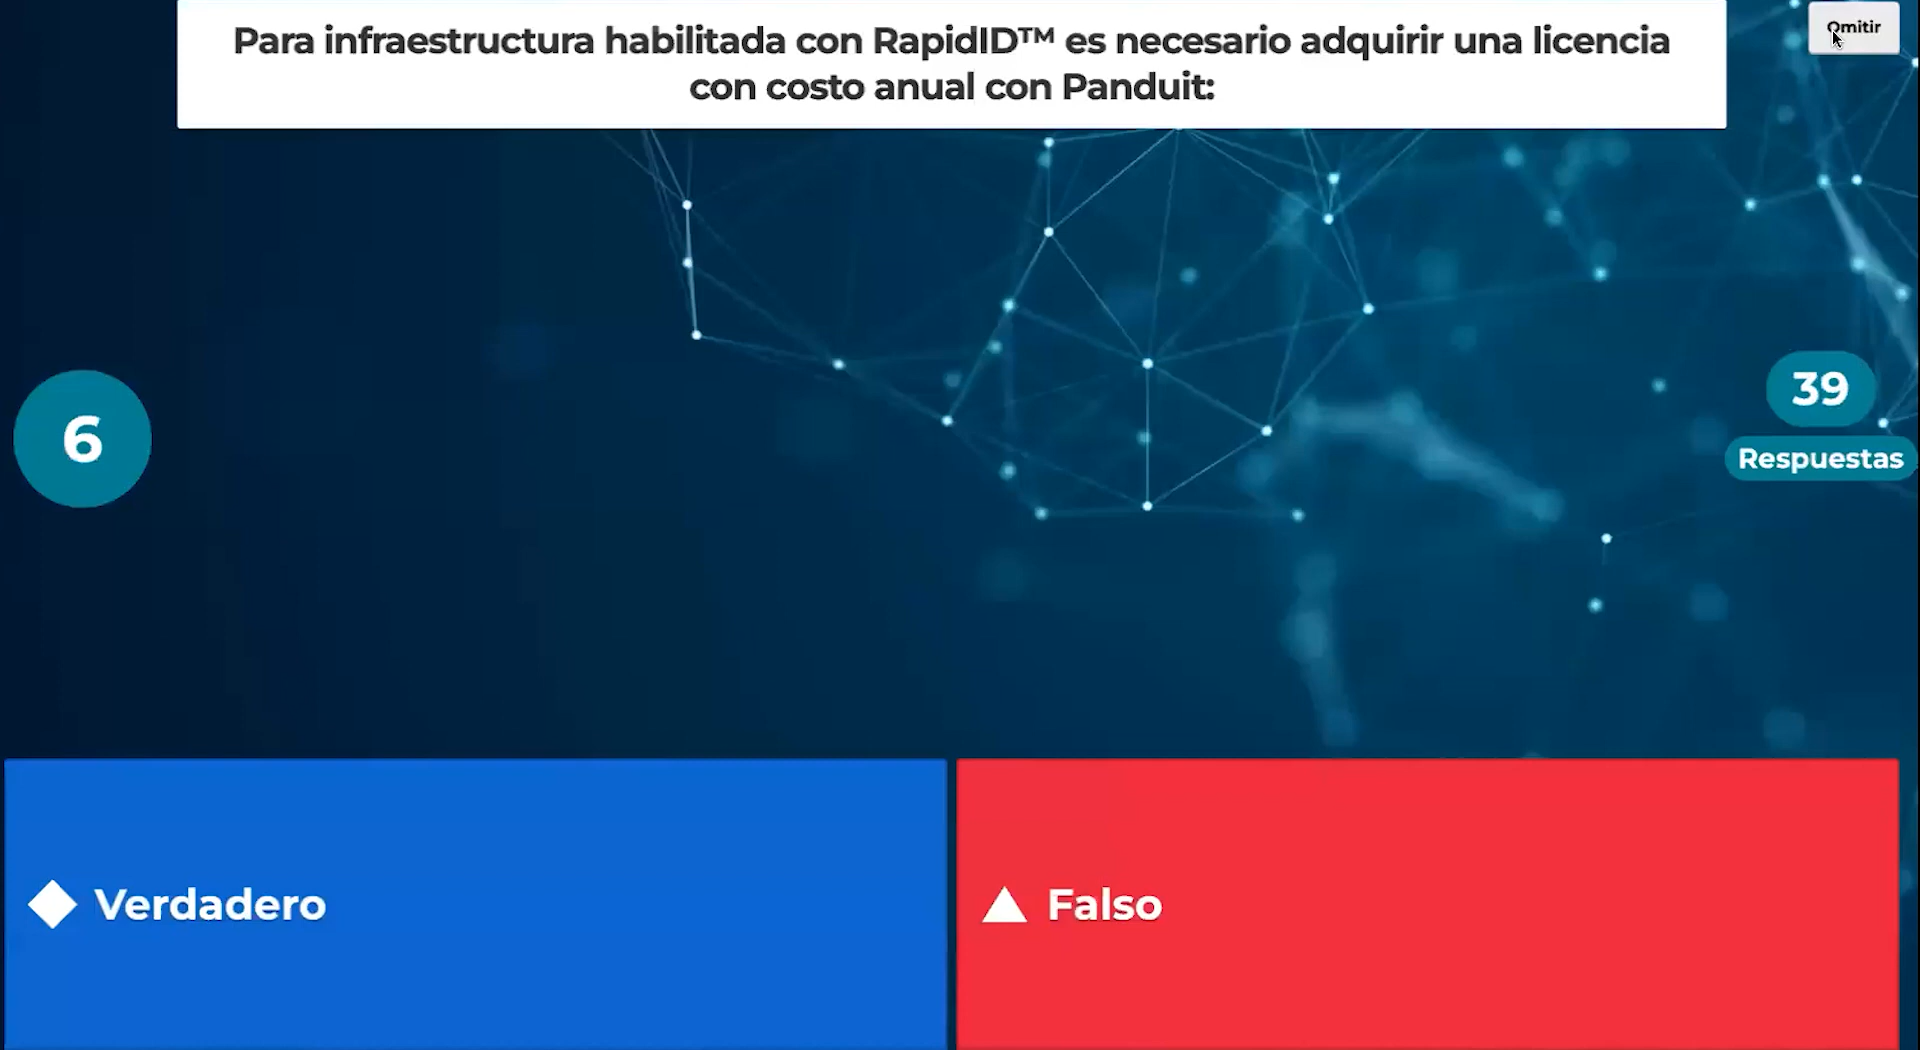 Para infraestructura habilitada con RapidID™ es necesario adquirir una licencia
con costo anual con Panduit:
Omitir
6
39
Respuestas
Verdadero
Falso